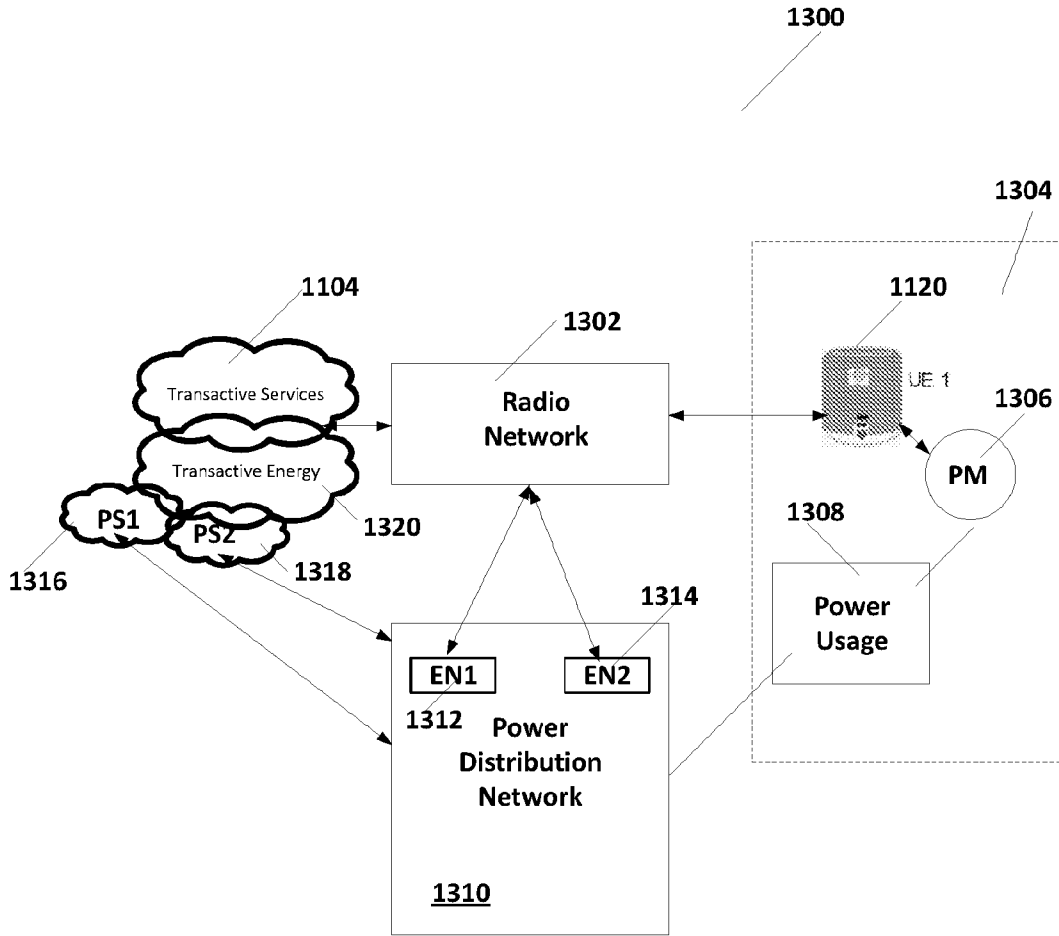 1300
1304
1104
1120
1302
Transactive Services
Radio
Network
UE 1
1306
Transactive Energy
PM
PS1
PS2
1320
1308
1316
1318
1314
Power
Usage
EN1
EN2
1312
Power
Distribution
Network
1310